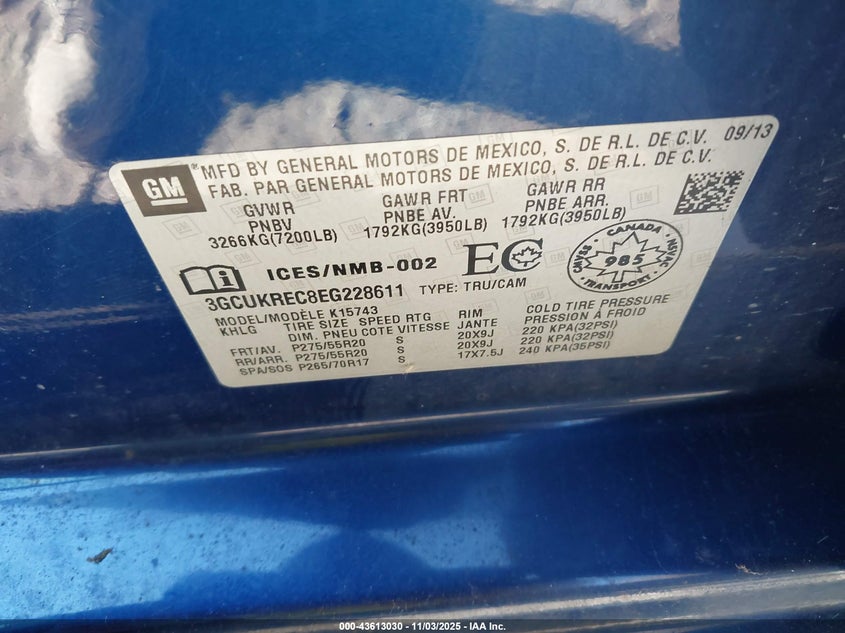 GM
MFD BY GENERAL MOTORS DE MEXICO, S. DE R.L. DE C.V. 09/13
FAB. PAR GENERAL MOTORS DE MEXICO, S. DE R.L. DE C.V.
GVWR GAWR FRT GAWR RR
PNBV PNBE AV. PNBE ARR.
3266KG(7200LB) 1792KG(3950LB) 1792KG(3950LB)
ICES/NMB-002 EC
CANADA
985
TRANSPORT
3GCUKREC8EG228611 TYPE: TRU/CAM
MODEL/MODÈLE K15743
KHLG TIRE SIZE SPEED RTG RIM COLD TIRE PRESSURE
DIM. PNEU COTE VITESSE JANTE PRESSION À FROID
FRT/AV. P275/55R20 S 20X9J 220 KPA(32PSI)
RR/ARR. P275/55R20 S 20X9J 220 KPA(32PSI)
SPA/SOS P265/70R17 S 17X7.5J 240 KPA(35PSI)
000-43613030 - 11/03/2025 - IAA Inc.